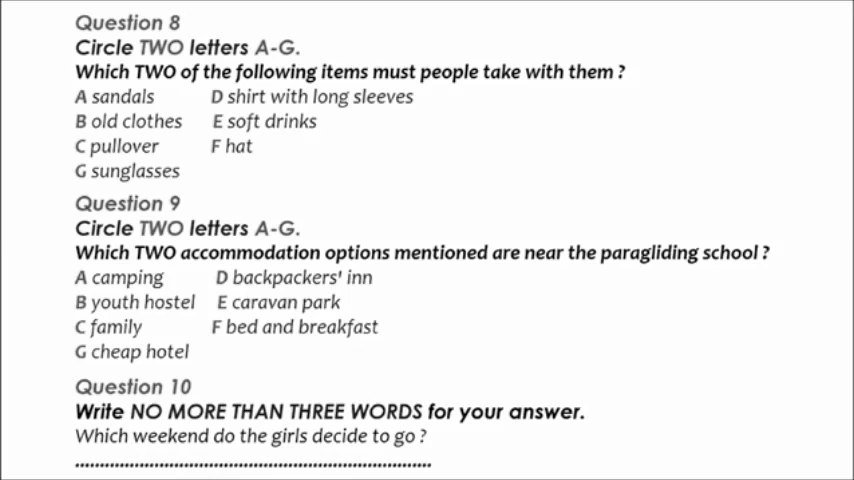 Question 8
Circle TWO letters A-G.
Which TWO of the following items must people take with them ?
A sandals D shirt with long sleeves
B old clothes E soft drinks
C pullover F hat
G sunglasses
Question 9
Circle TWO letters A-G.
Which TWO accommodation options mentioned are near the paragliding school ?
A camping D backpackers' inn
B youth hostel E caravan park
C family F bed and breakfast
G cheap hotel
Question 10
Write NO MORE THAN THREE WORDS for your answer.
Which weekend do the girls decide to go ?
........................................................................